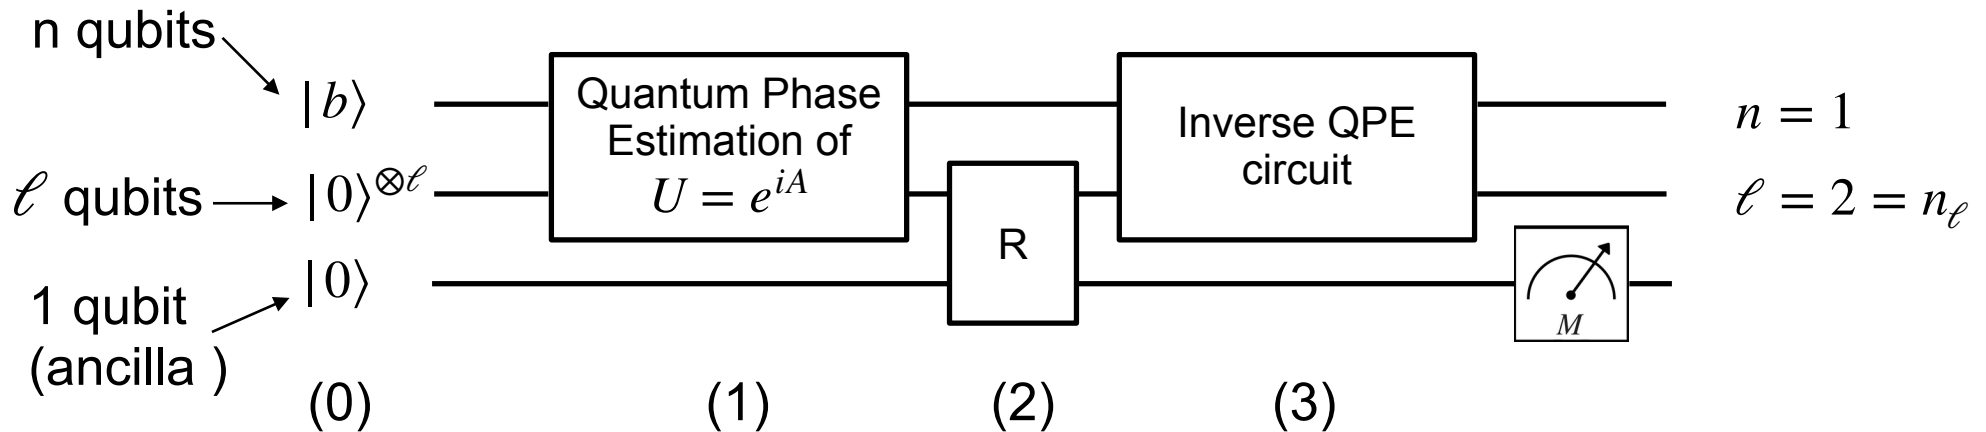 n qubits
|b⟩
Quantum Phase
Estimation of
U = e^{iA}
Inverse QPE
circuit
n = 1
ℓ qubits
|0⟩^{⊗ℓ}
R
ℓ = 2 = n_ℓ
|0⟩
1 qubit
(ancilla )
M
(0)
(1)
(2)
(3)